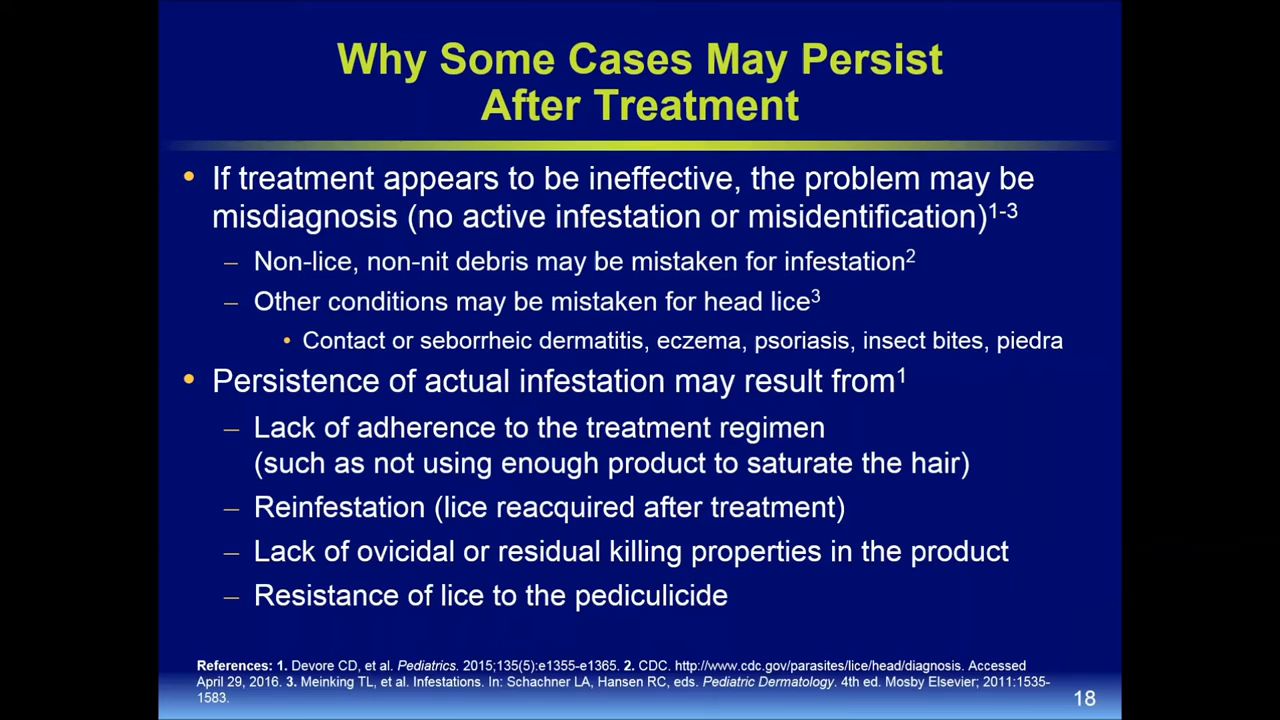 Why Some Cases May Persist
After Treatment
• If treatment appears to be ineffective, the problem may be
misdiagnosis (no active infestation or misidentification)1-3
– Non-lice, non-nit debris may be mistaken for infestation2
– Other conditions may be mistaken for head lice3
• Contact or seborrheic dermatitis, eczema, psoriasis, insect bites, piedra
• Persistence of actual infestation may result from1
– Lack of adherence to the treatment regimen
(such as not using enough product to saturate the hair)
– Reinfestation (lice reacquired after treatment)
– Lack of ovicidal or residual killing properties in the product
– Resistance of lice to the pediculicide
References: 1. Devore CD, et al. Pediatrics. 2015;135(5):e1355-e1365. 2. CDC. http://www.cdc.gov/parasites/lice/head/diagnosis. Accessed
April 29, 2016. 3. Meinking TL, et al. Infestations. In: Schachner LA, Hansen RC, eds. Pediatric Dermatology. 4th ed. Mosby Elsevier; 2011:1535-
1583.
18